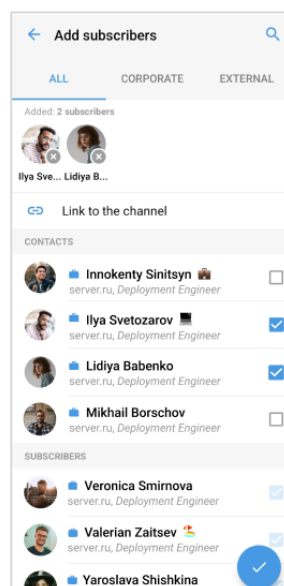 Add subscribers
ALL CORPORATE EXTERNAL
Added: 2 subscribers
Ilya Sve... Lidiya B...
Link to the channel
CONTACTS
Innokenty Sinitsyn
server.ru, Deployment Engineer
Ilya Svetozarov
server.ru, Deployment Engineer
Lidiya Babenko
server.ru, Deployment Engineer
Mikhail Borschov
server.ru, Deployment Engineer
SUBSCRIBERS
Veronica Smirnova
server.ru, Deployment Engineer
Valerian Zaitsev
server.ru, Deployment Engineer
Yaroslava Shishkina